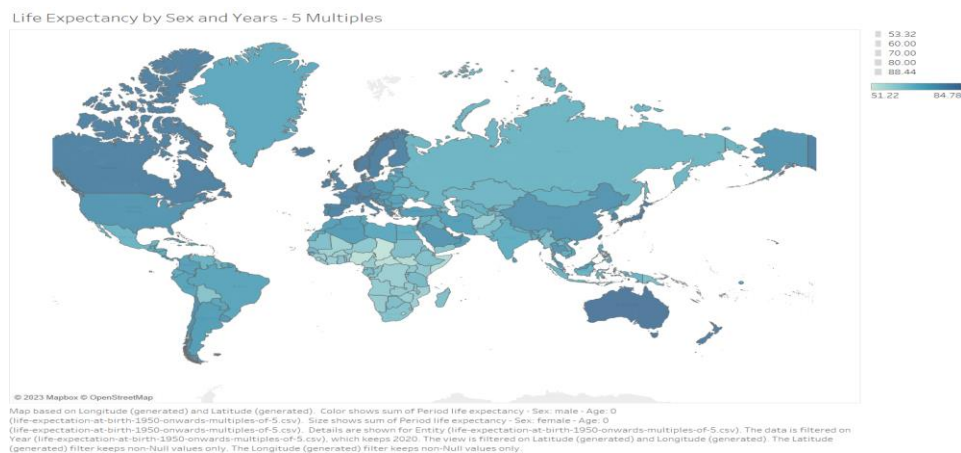 Life Expectancy by Sex and Years - 5 Multiples
53.32
60.00
70.00
80.00
88.44
51.22 84.78
© 2023 Mapbox © OpenStreetMap
Map based on Longitude (generated) and Latitude (generated). Color shows sum of Period life expectancy - Sex: male - Age: 0
(life-expectation-at-birth-1950-onwards-multiples-of-5.csv). Size shows sum of Period life expectancy - Sex: female - Age: 0
(life-expectation-at-birth-1950-onwards-multiples-of-5.csv). Details are shown for Entity (life-expectation-at-birth-1950-onwards-multiples-of-5.csv). The data is filtered on
Year (life-expectation-at-birth-1950-onwards-multiples-of-5.csv), which keeps 2020. The view is filtered on Latitude (generated) and Longitude (generated). The Latitude
(generated) filter keeps non-Null values only. The Longitude (generated) filter keeps non-Null values only.